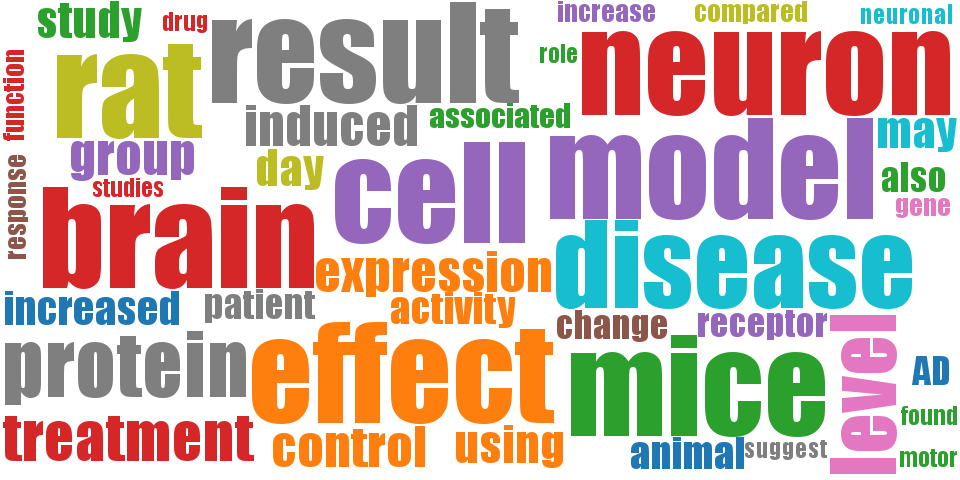 study
drug
result
increase
compared
neuronal
role
neuron
function
rat
induced
associated
model
may
group
day
cell
also
studies
response
gene
brain
disease
expression
increased
patient
activity
change
receptor
level
protein
effect
mice
AD
found
treatment
control
using
animal
suggest
motor